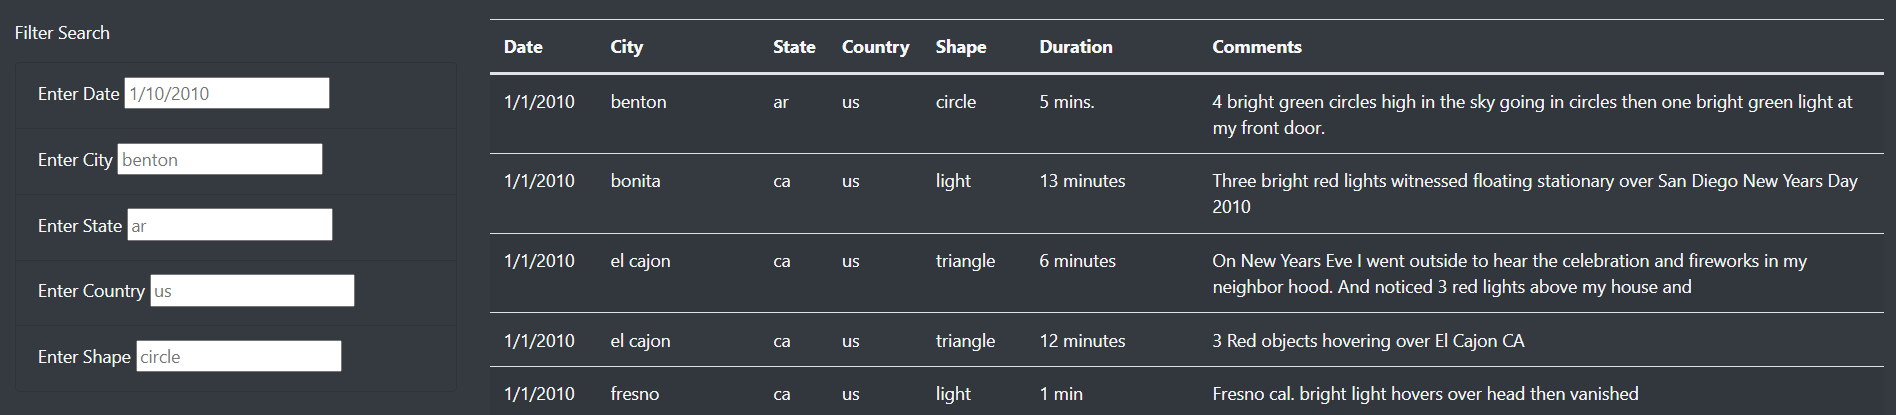 Filter Search
Enter Date 1/10/2010
Enter City benton
Enter State ar
Enter Country us
Enter Shape circle
Date City State Country Shape Duration Comments
1/1/2010 benton ar us circle 5 mins. 4 bright green circles high in the sky going in circles then one bright green light at
my front door.
1/1/2010 bonita ca us light 13 minutes Three bright red lights witnessed floating stationary over San Diego New Years Day
2010
1/1/2010 el cajon ca us triangle 6 minutes On New Years Eve I went outside to hear the celebration and fireworks in my
neighbor hood. And noticed 3 red lights above my house and
1/1/2010 el cajon ca us triangle 12 minutes 3 Red objects hovering over El Cajon CA
1/1/2010 fresno ca us light 1 min Fresno cal. bright light hovers over head then vanished